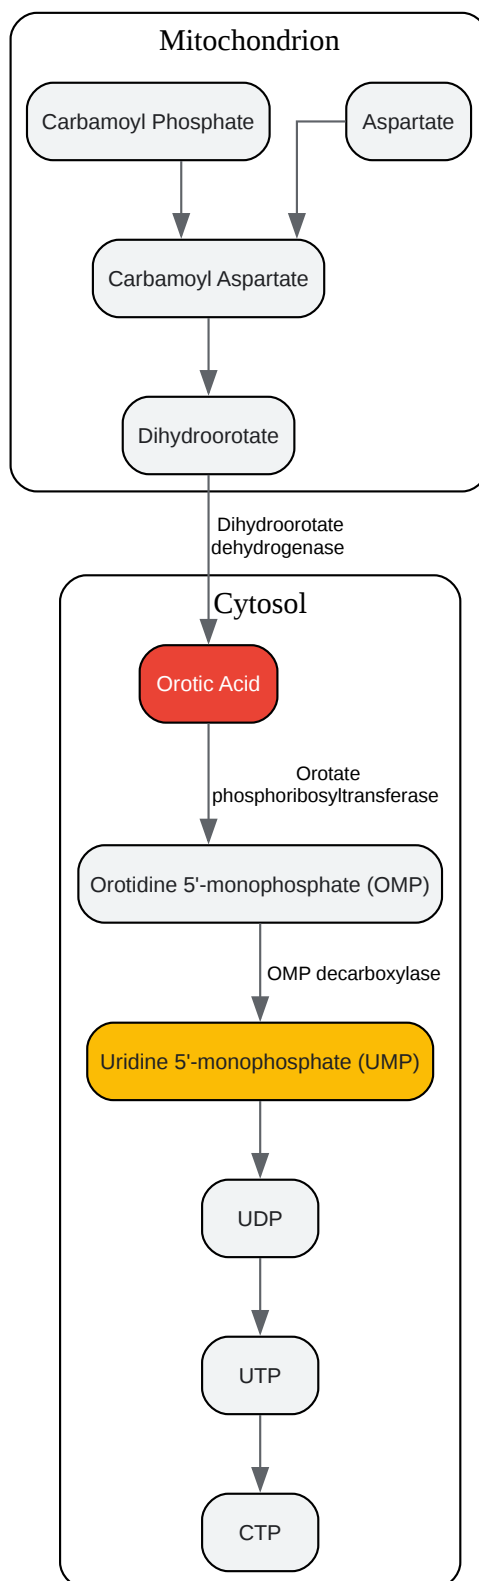 Mitochondrion
Carbamoyl Phosphate
Aspartate
Carbamoyl Aspartate
Dihydroorotate
Dihydroorotate
dehydrogenase
Cytosol
Orotic Acid
Orotate
phosphoribosyltransferase
Orotidine 5'-monophosphate (OMP)
OMP decarboxylase
Uridine 5'-monophosphate (UMP)
UDP
UTP
CTP